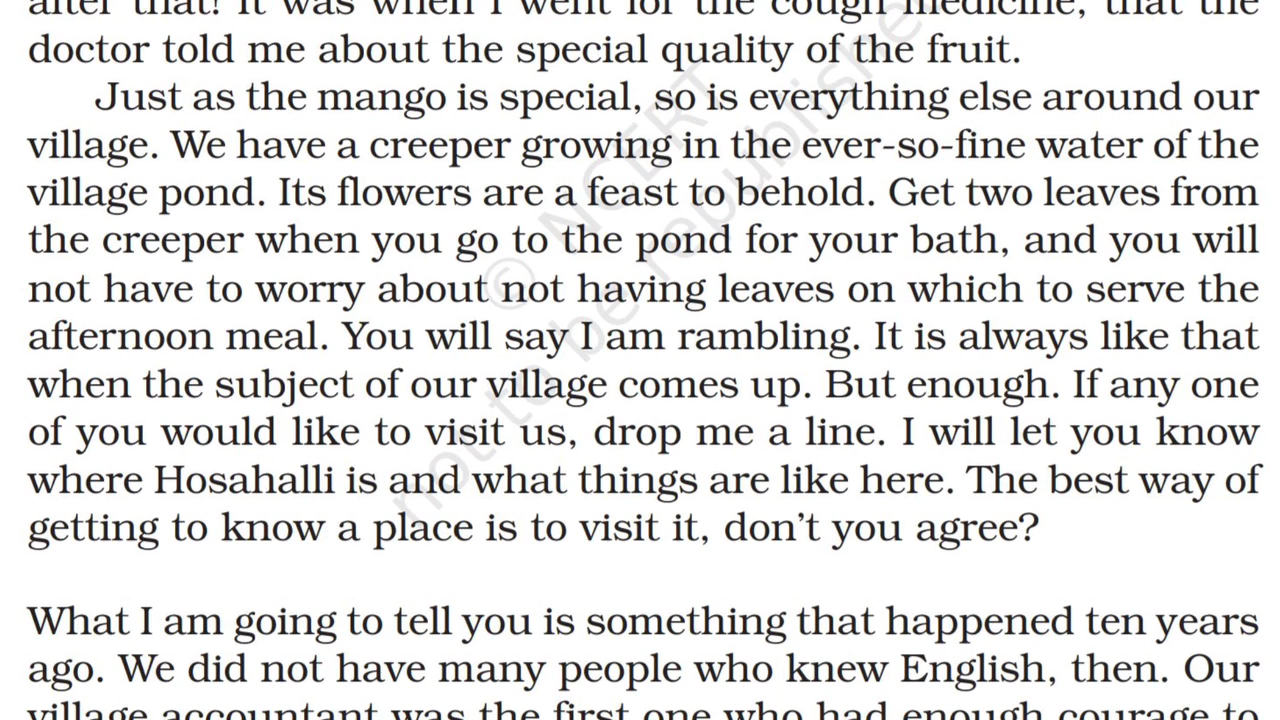 after that! It was when I went for the cough medicine, that the
doctor told me about the special quality of the fruit.
Just as the mango is special, so is everything else around our
village. We have a creeper growing in the ever-so-fine water of the
village pond. Its flowers are a feast to behold. Get two leaves from
the creeper when you go to the pond for your bath, and you will
not have to worry about not having leaves on which to serve the
afternoon meal. You will say I am rambling. It is always like that
when the subject of our village comes up. But enough. If any one
of you would like to visit us, drop me a line. I will let you know
where Hosahalli is and what things are like here. The best way of
getting to know a place is to visit it, don’t you agree?
What I am going to tell you is something that happened ten years
ago. We did not have many people who knew English, then. Our
village accountant was the first one who had enough courage to
© NCERT
not to be republishe